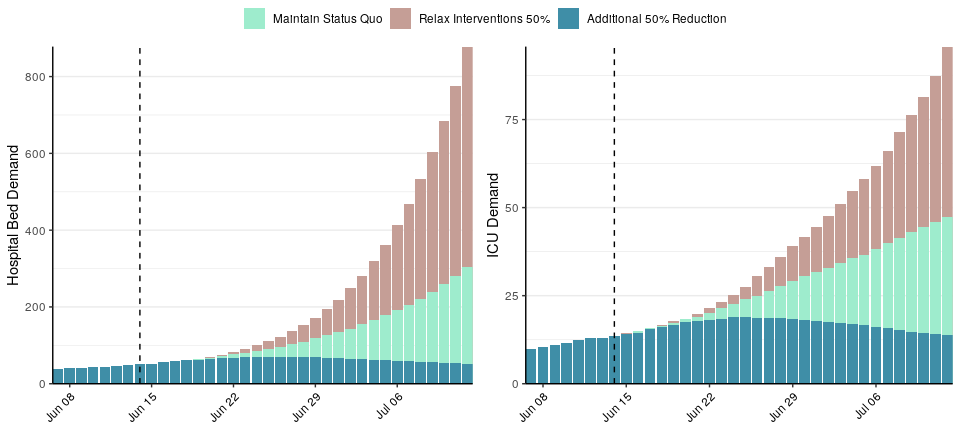 Maintain Status Quo Relax Interventions 50% Additional 50% Reduction
Hospital Bed Demand
800
600
400
200
0
Jun 08 Jun 15 Jun 22 Jun 29 Jul 06
ICU Demand
75
50
25
0
Jun 08 Jun 15 Jun 22 Jun 29 Jul 06